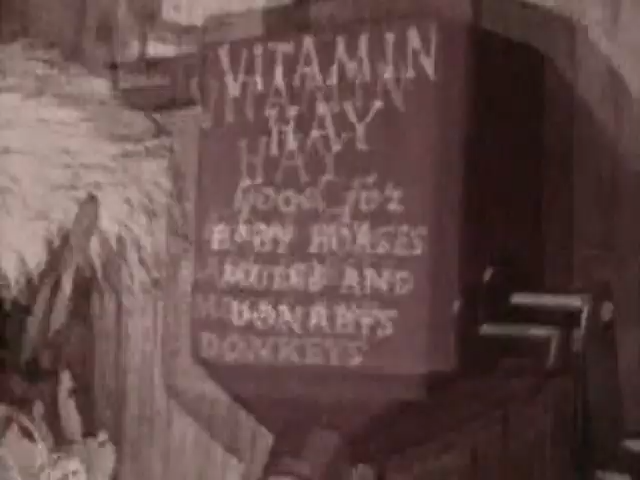 VITAMIN
HAY
Good for
BABY HORSES
MULES AND
DONKEYS